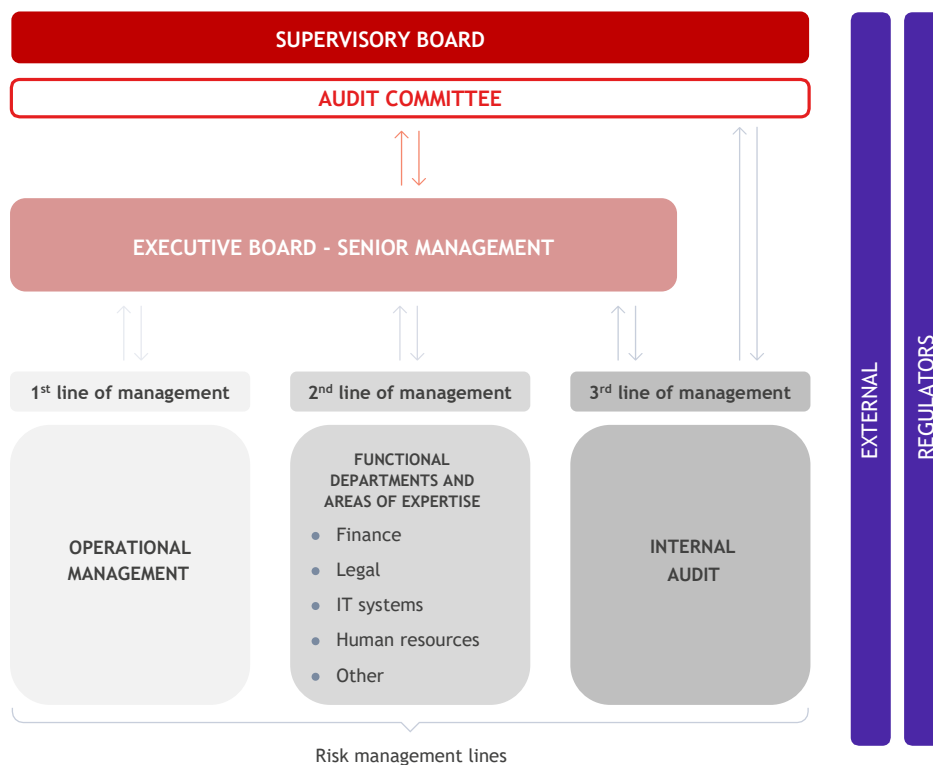 SUPERVISORY BOARD
AUDIT COMMITTEE
EXECUTIVE BOARD - SENIOR MANAGEMENT
1st line of management
2nd line of management
3rd line of management
OPERATIONAL
MANAGEMENT
FUNCTIONAL
DEPARTMENTS AND
AREAS OF EXPERTISE
• Finance
• Legal
• IT systems
• Human resources
• Other
INTERNAL
AUDIT
Risk management lines
EXTERNAL
REGULATORS